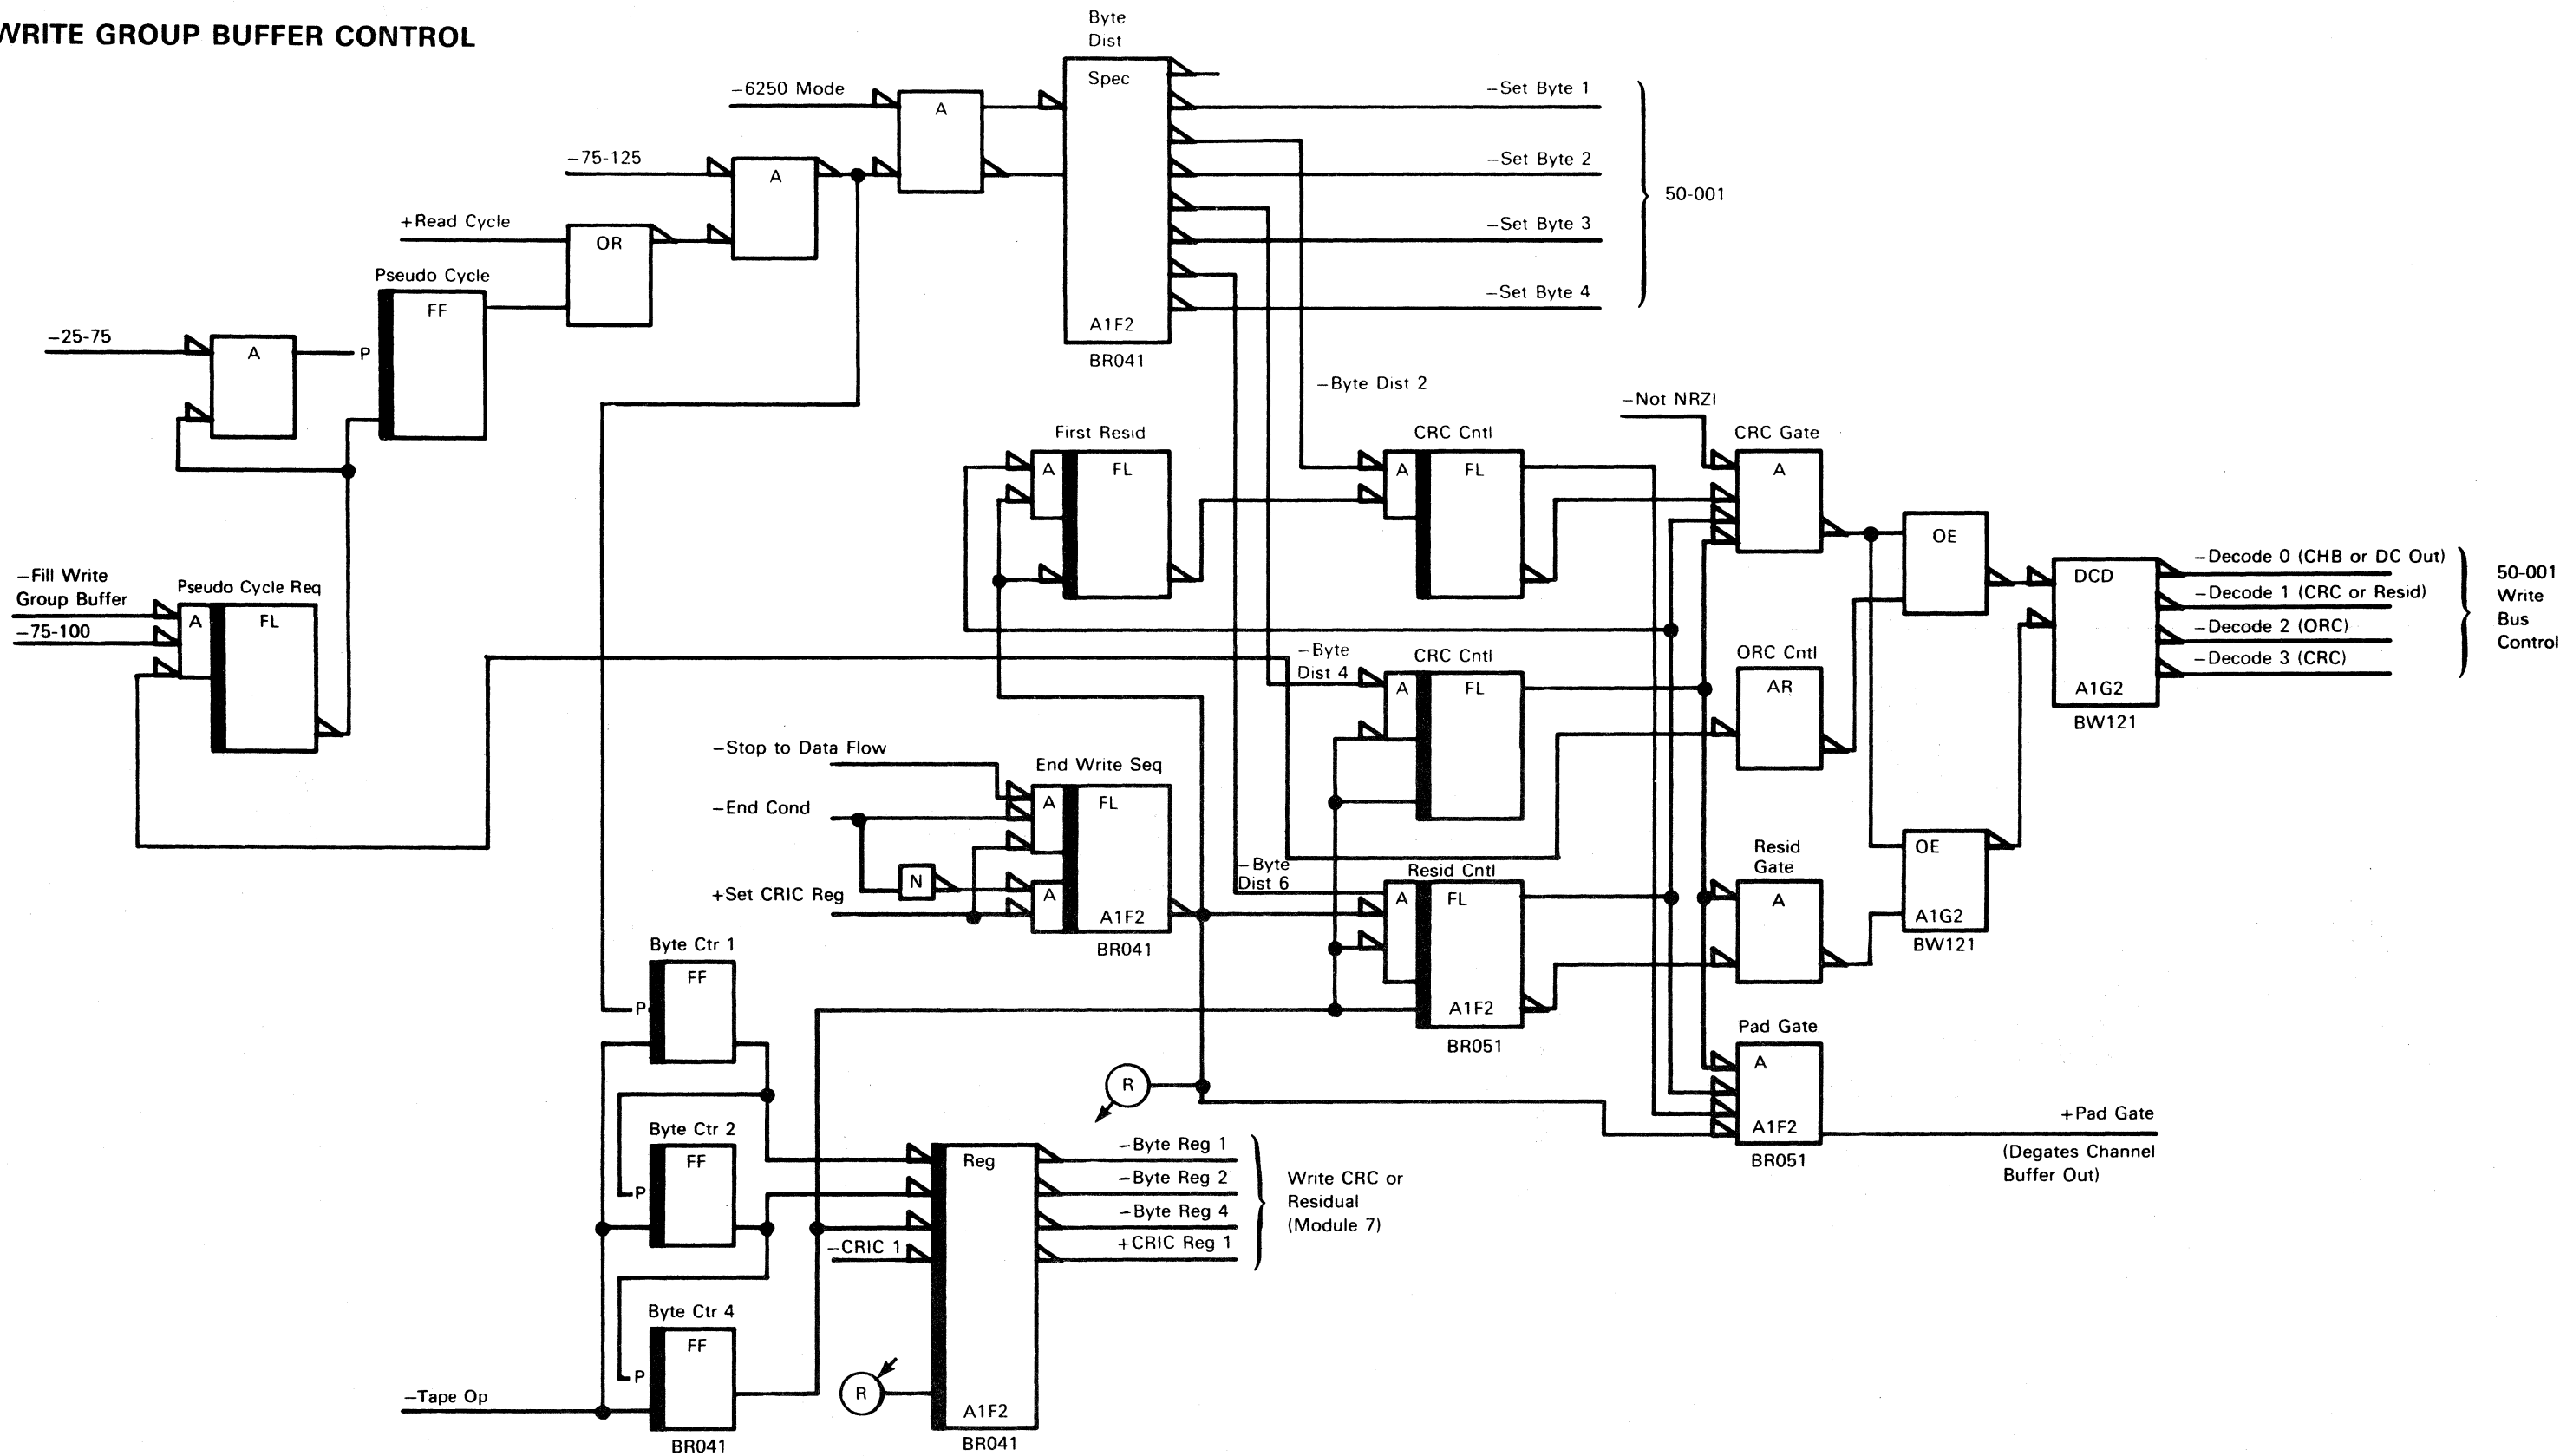 WRITE GROUP BUFFER CONTROL
Byte
Dist
Spec
A1F2
BR041
−6250 Mode
A
−75-125
A
+Read Cycle
OR
Pseudo Cycle
FF
P
−25-75
A
−Set Byte 1
−Set Byte 2
−Set Byte 3
−Set Byte 4
50-001
−Byte Dist 2
−Not NRZI
First Resid
A
FL
CRC Cntl
A
FL
CRC Gate
A
OE
−Fill Write
Group Buffer
−75-100
Pseudo Cycle Req
A
FL
DCD
A1G2
BW121
−Decode 0 (CHB or DC Out)
−Decode 1 (CRC or Resid)
−Decode 2 (ORC)
−Decode 3 (CRC)
50-001
Write
Bus
Control
−Byte
Dist 4
CRC Cntl
A
FL
ORC Cntl
AR
−Stop to Data Flow
−End Cond
+Set CRIC Reg
N
End Write Seq
A
FL
A
A1F2
BR041
−Byte
Dist 6
Resid Cntl
A
FL
A1F2
BR051
Resid
Gate
A
OE
A1G2
BW121
Byte Ctr 1
FF
P
Pad Gate
A
A1F2
BR051
+Pad Gate
(Degates Channel
Buffer Out)
R
Byte Ctr 2
FF
P
Reg
A1F2
BR041
−CRIC 1
−Byte Reg 1
−Byte Reg 2
−Byte Reg 4
+CRIC Reg 1
Write CRC or
Residual
(Module 7)
Byte Ctr 4
FF
P
BR041
R
−Tape Op